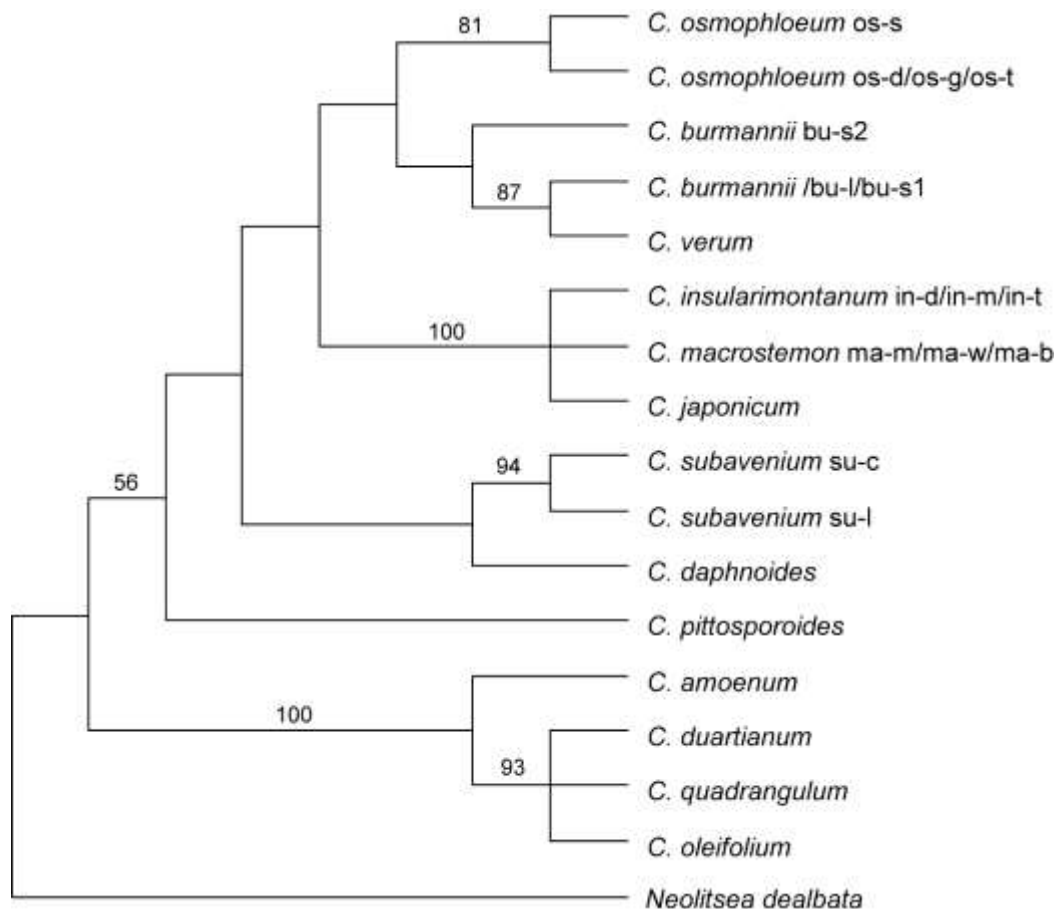 81
C. osmophloeum os-s
C. osmophloeum os-d/os-g/os-t
C. burmannii bu-s2
87
C. burmannii /bu-l/bu-s1
C. verum
C. insularimontanum in-d/in-m/in-t
100
C. macrostemon ma-m/ma-w/ma-b
C. japonicum
94
C. subavenium su-c
56
C. subavenium su-l
C. daphnoides
C. pittosporoides
C. amoenum
100
C. duartianum
93
C. quadrangulum
C. oleifolium
Neolitsea dealbata